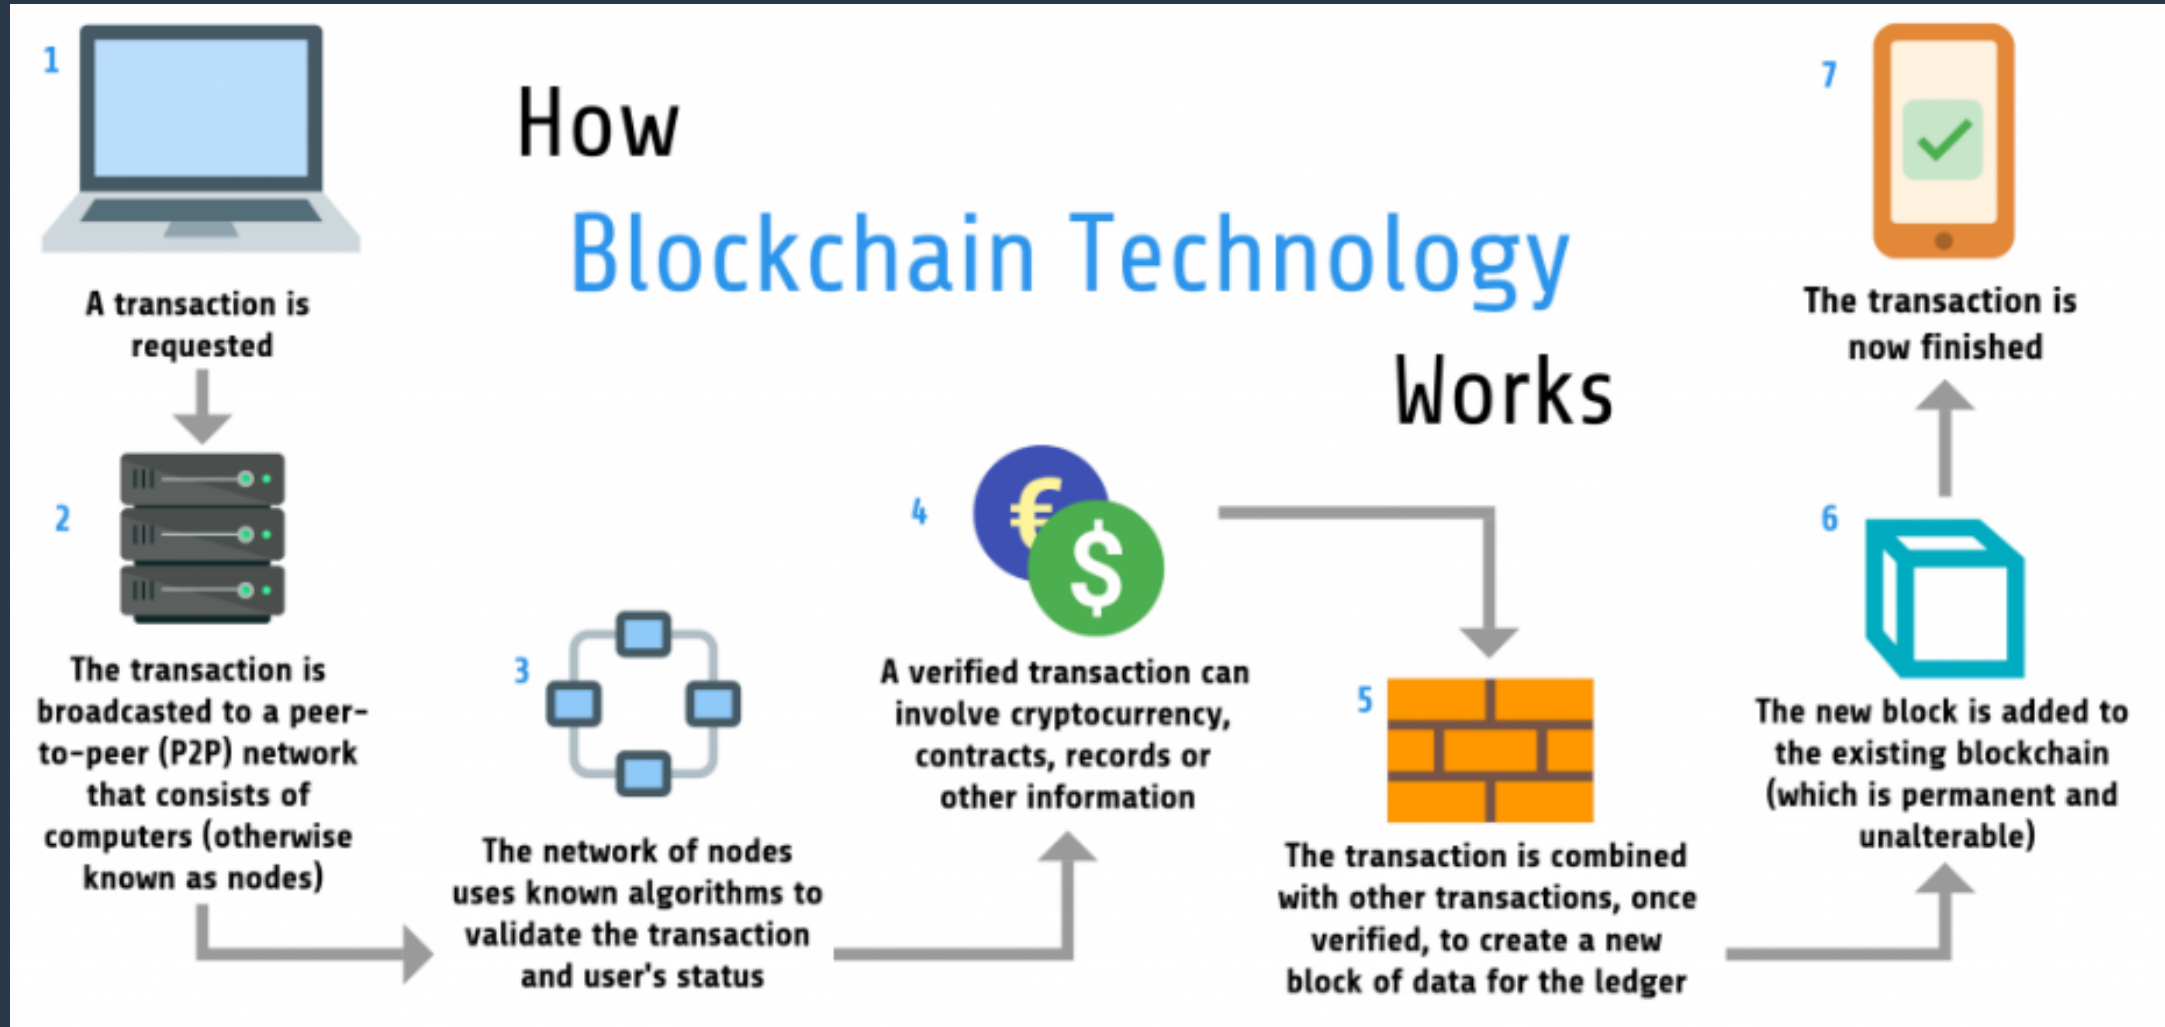 How
Blockchain Technology
Works
1
A transaction is
requested
2
The transaction is
broadcasted to a peer-
to-peer (P2P) network
that consists of
computers (otherwise
known as nodes)
3
The network of nodes
uses known algorithms to
validate the transaction
and user's status
4
€
$
A verified transaction can
involve cryptocurrency,
contracts, records or
other information
5
The transaction is combined
with other transactions, once
verified, to create a new
block of data for the ledger
6
The new block is added to
the existing blockchain
(which is permanent and
unalterable)
7
The transaction is
now finished